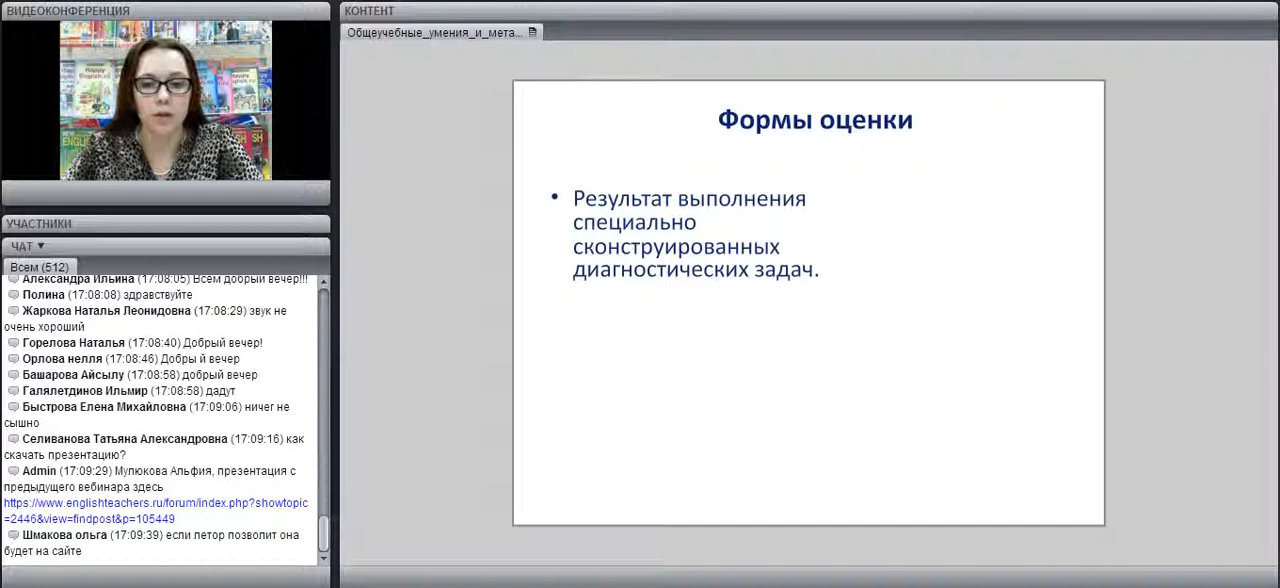 ВИДЕОКОНФЕРЕНЦИЯ
Happy
English.ru
English.ru
ENGLISH
УЧАСТНИКИ
ЧАТ
Всем (512)
Александра Ильина (17:08:05) Всем добрый вечер!!!
Полина (17:08:08) здравствуйте
Жаркова Наталья Леонидовна (17:08:29) звук не
очень хороший
Горелова Наталья (17:08:40) Добрый вечер!
Орлова нелля (17:08:46) Добры й вечер
Башарова Айсылу (17:08:58) добрый вечер
Галялетдинов Ильмир (17:08:58) дадут
Быстрова Елена Михайловна (17:09:06) ничег не
сышно
Селиванова Татьяна Александровна (17:09:16) как
скачать презентацию?
Admin (17:09:29) Мулюкова Альфия, презентация с
предыдущего вебинара здесь
https://www.englishteachers.ru/forum/index.php?showtopic
=2446&view=findpost&p=105449
Шмакова ольга (17:09:39) если летор позволит она
будет на сайте
КОНТЕНТ
Общеучебные_умения_и_мета...
Формы оценки
• Результат выполнения
специально
сконструированных
диагностических задач.